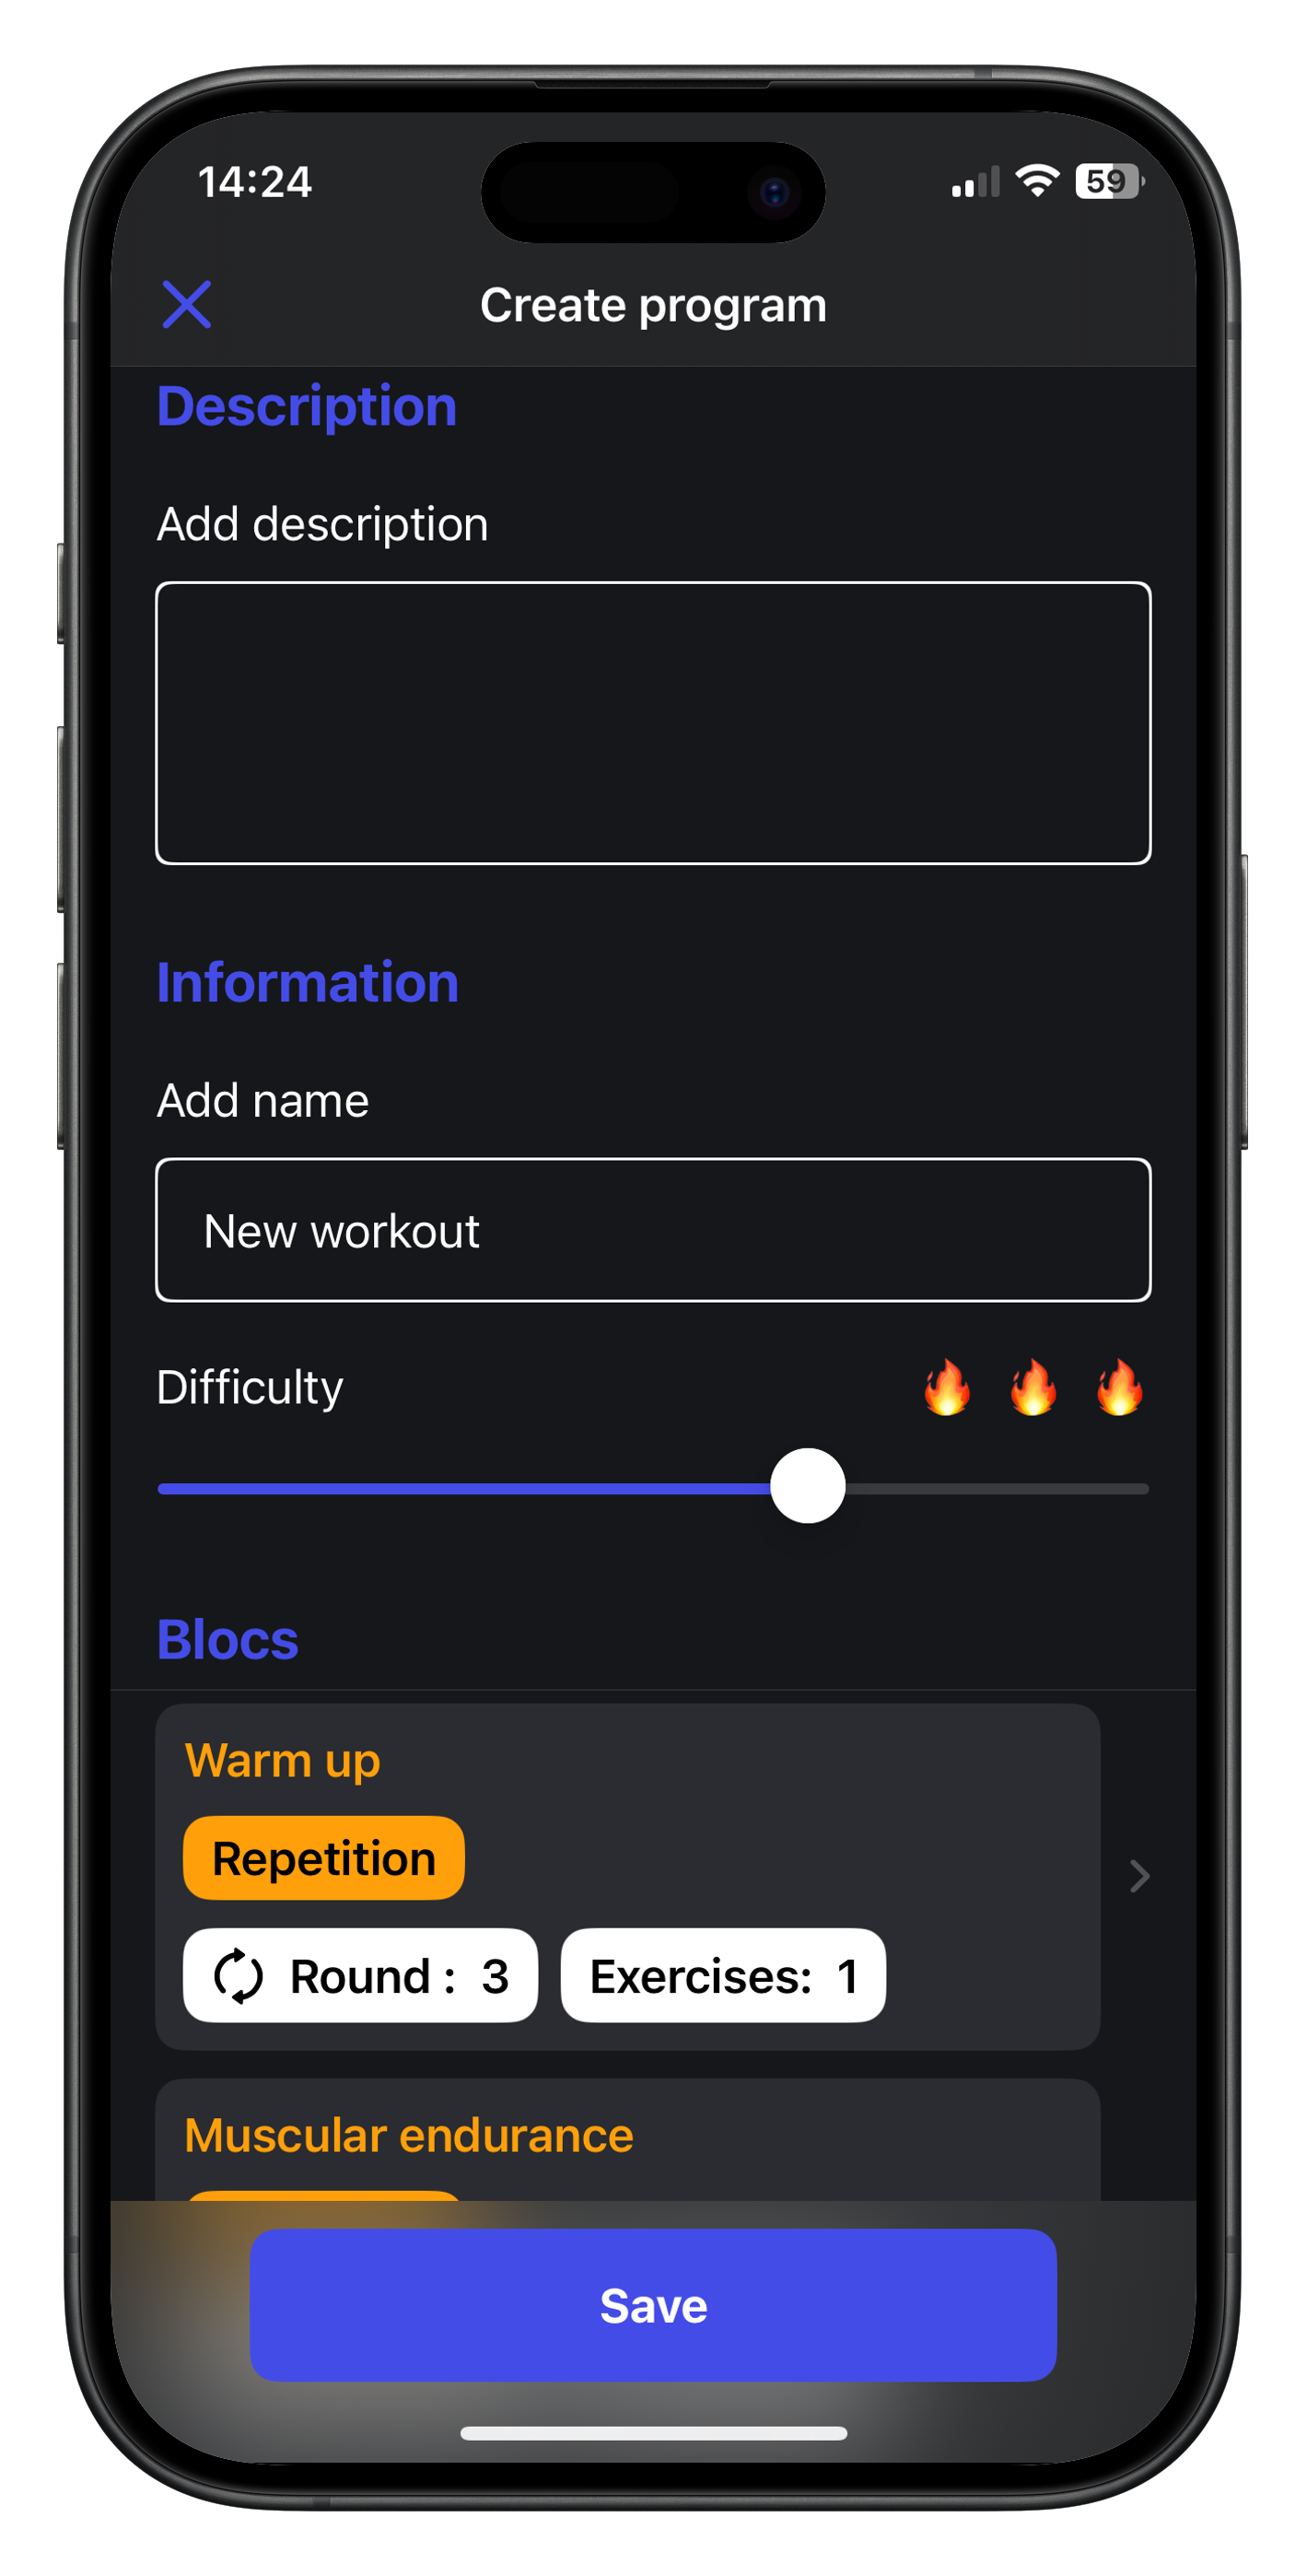 14:24
59
Create program
Description
Add description
Information
Add name
New workout
Difficulty
Blocs
Warm up
Repetition
Round : 3 Exercises: 1
Muscular endurance
Save